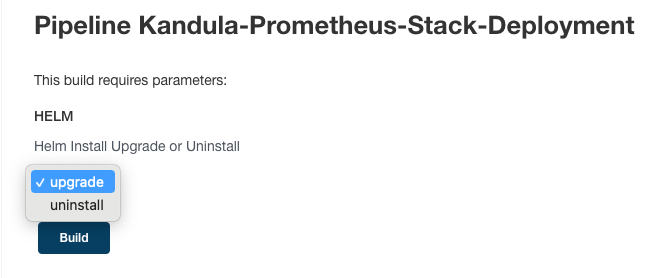 Pipeline Kandula-Prometheus-Stack-Deployment
This build requires parameters:
HELM
Helm Install Upgrade or Uninstall
✓ upgrade
uninstall
Build